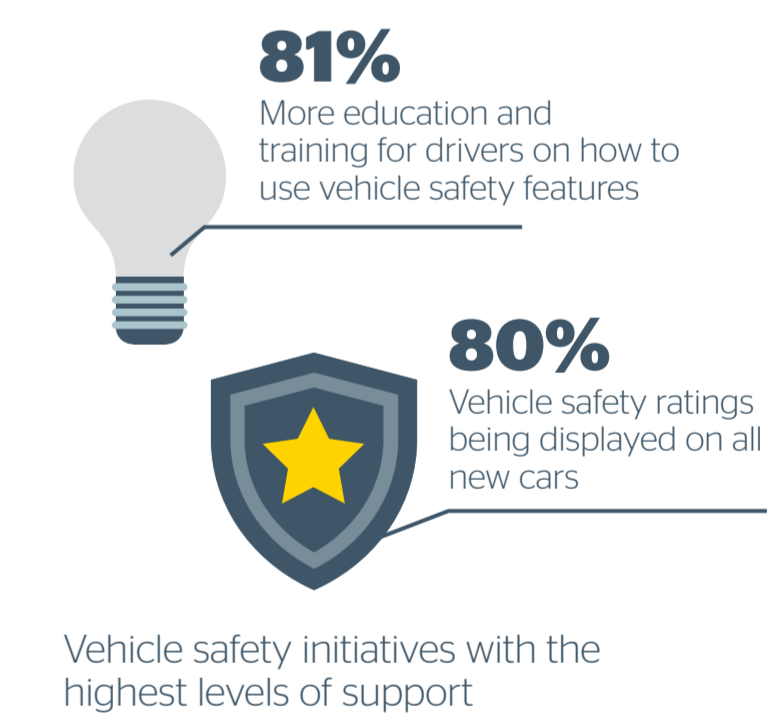 81%
More education and
training for drivers on how to
use vehicle safety features
80%
Vehicle safety ratings
being displayed on all
new cars
Vehicle safety initiatives with the
highest levels of support